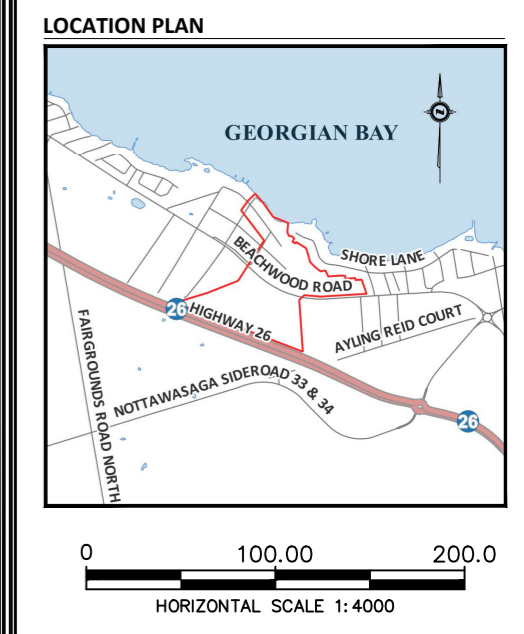 LOCATION PLAN
GEORGIAN BAY
SHORE LANE
BEACHWOOD ROAD
26
HIGHWAY 26
AYLING REID COURT
FAIRGROUNDS ROAD NORTH
NOTTAWASAGA SIDEROAD 33 & 34
26
0 100.00 200.0
HORIZONTAL SCALE 1:4000